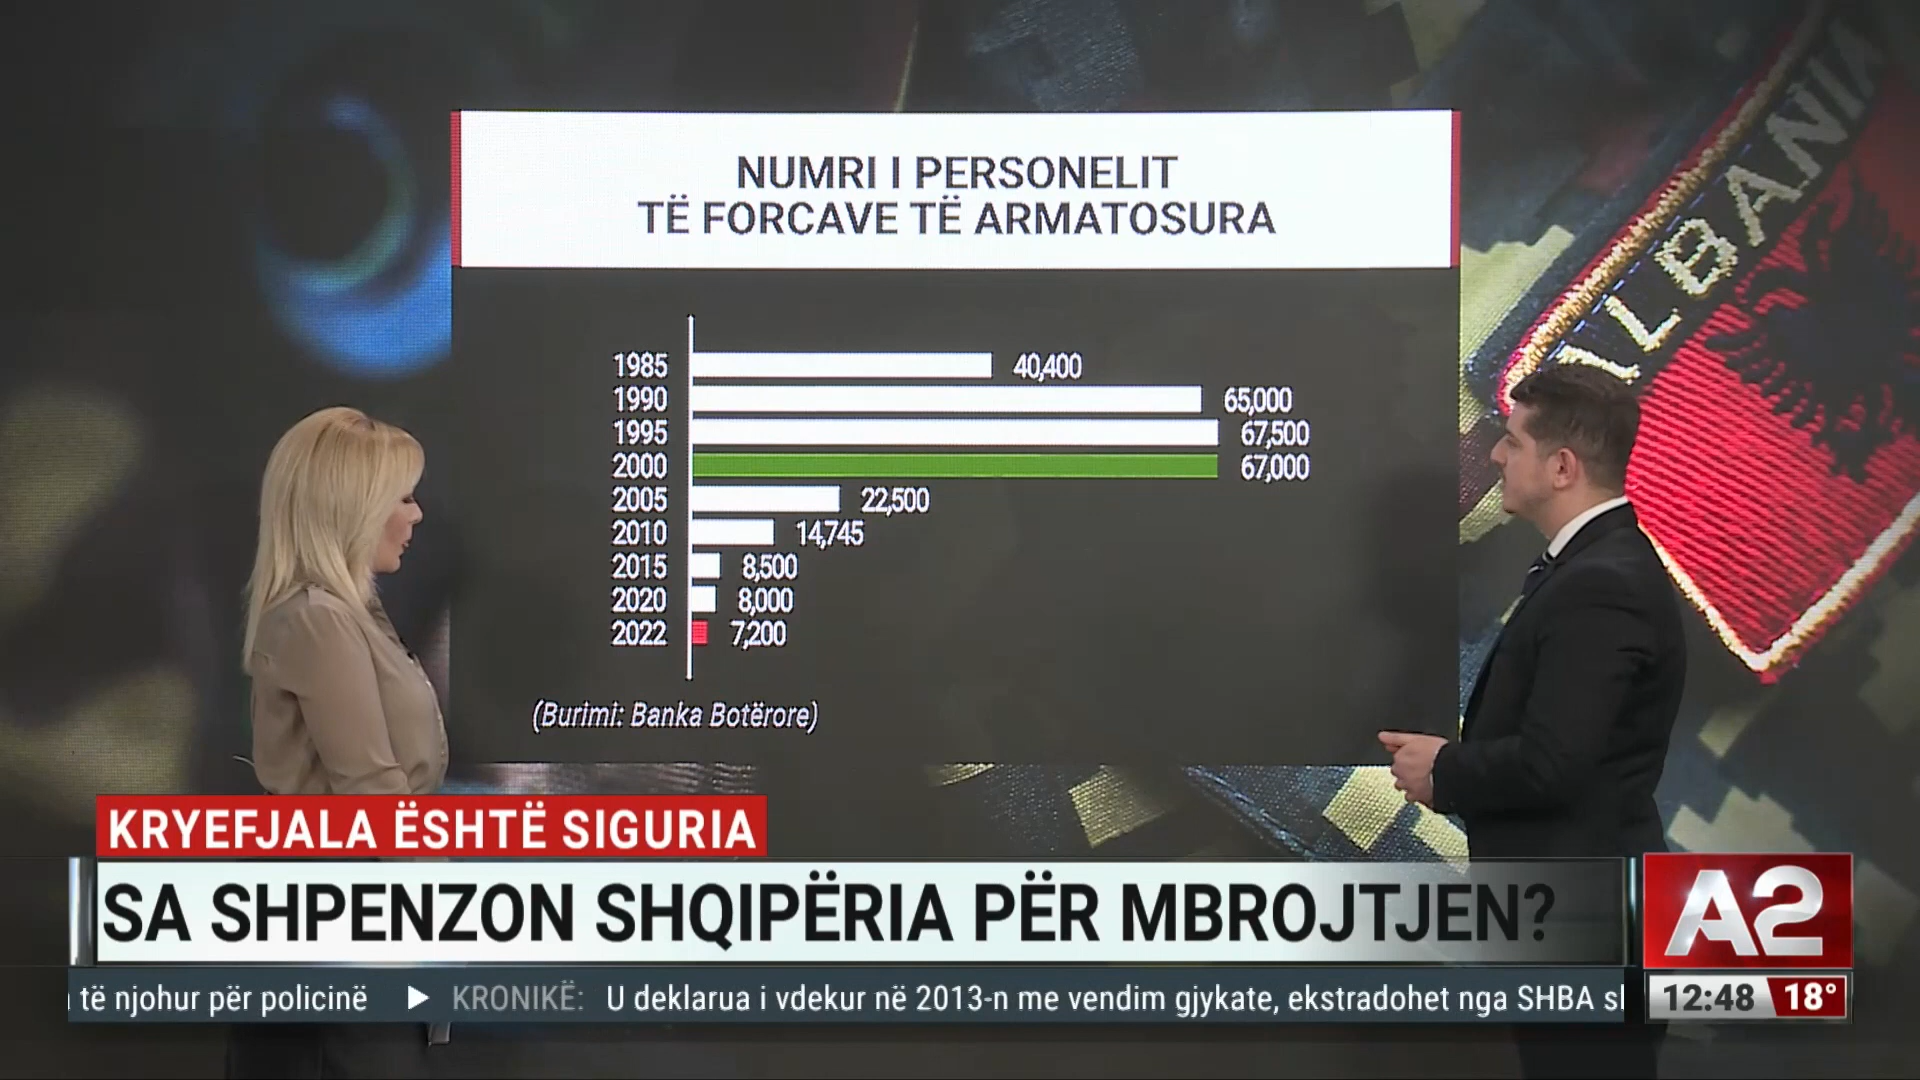 ALBANIA
NUMRI I PERSONELIT
TË FORCAVE TË ARMATOSURA
1985 40,400
1990 65,000
1995 67,500
2000 67,000
2005 22,500
2010 14,745
2015 8,500
2020 8,000
2022 7,200
(Burimi: Banka Botërore)
KRYEFJALA ËSHTË SIGURIA
SA SHPENZON SHQIPËRIA PËR MBROJTJEN?
A2
të njohur për policinë ▶ KRONIKË: U deklarua i vdekur në 2013-n me vendim gjykate, ekstradohet nga SHBA
12:48 18°